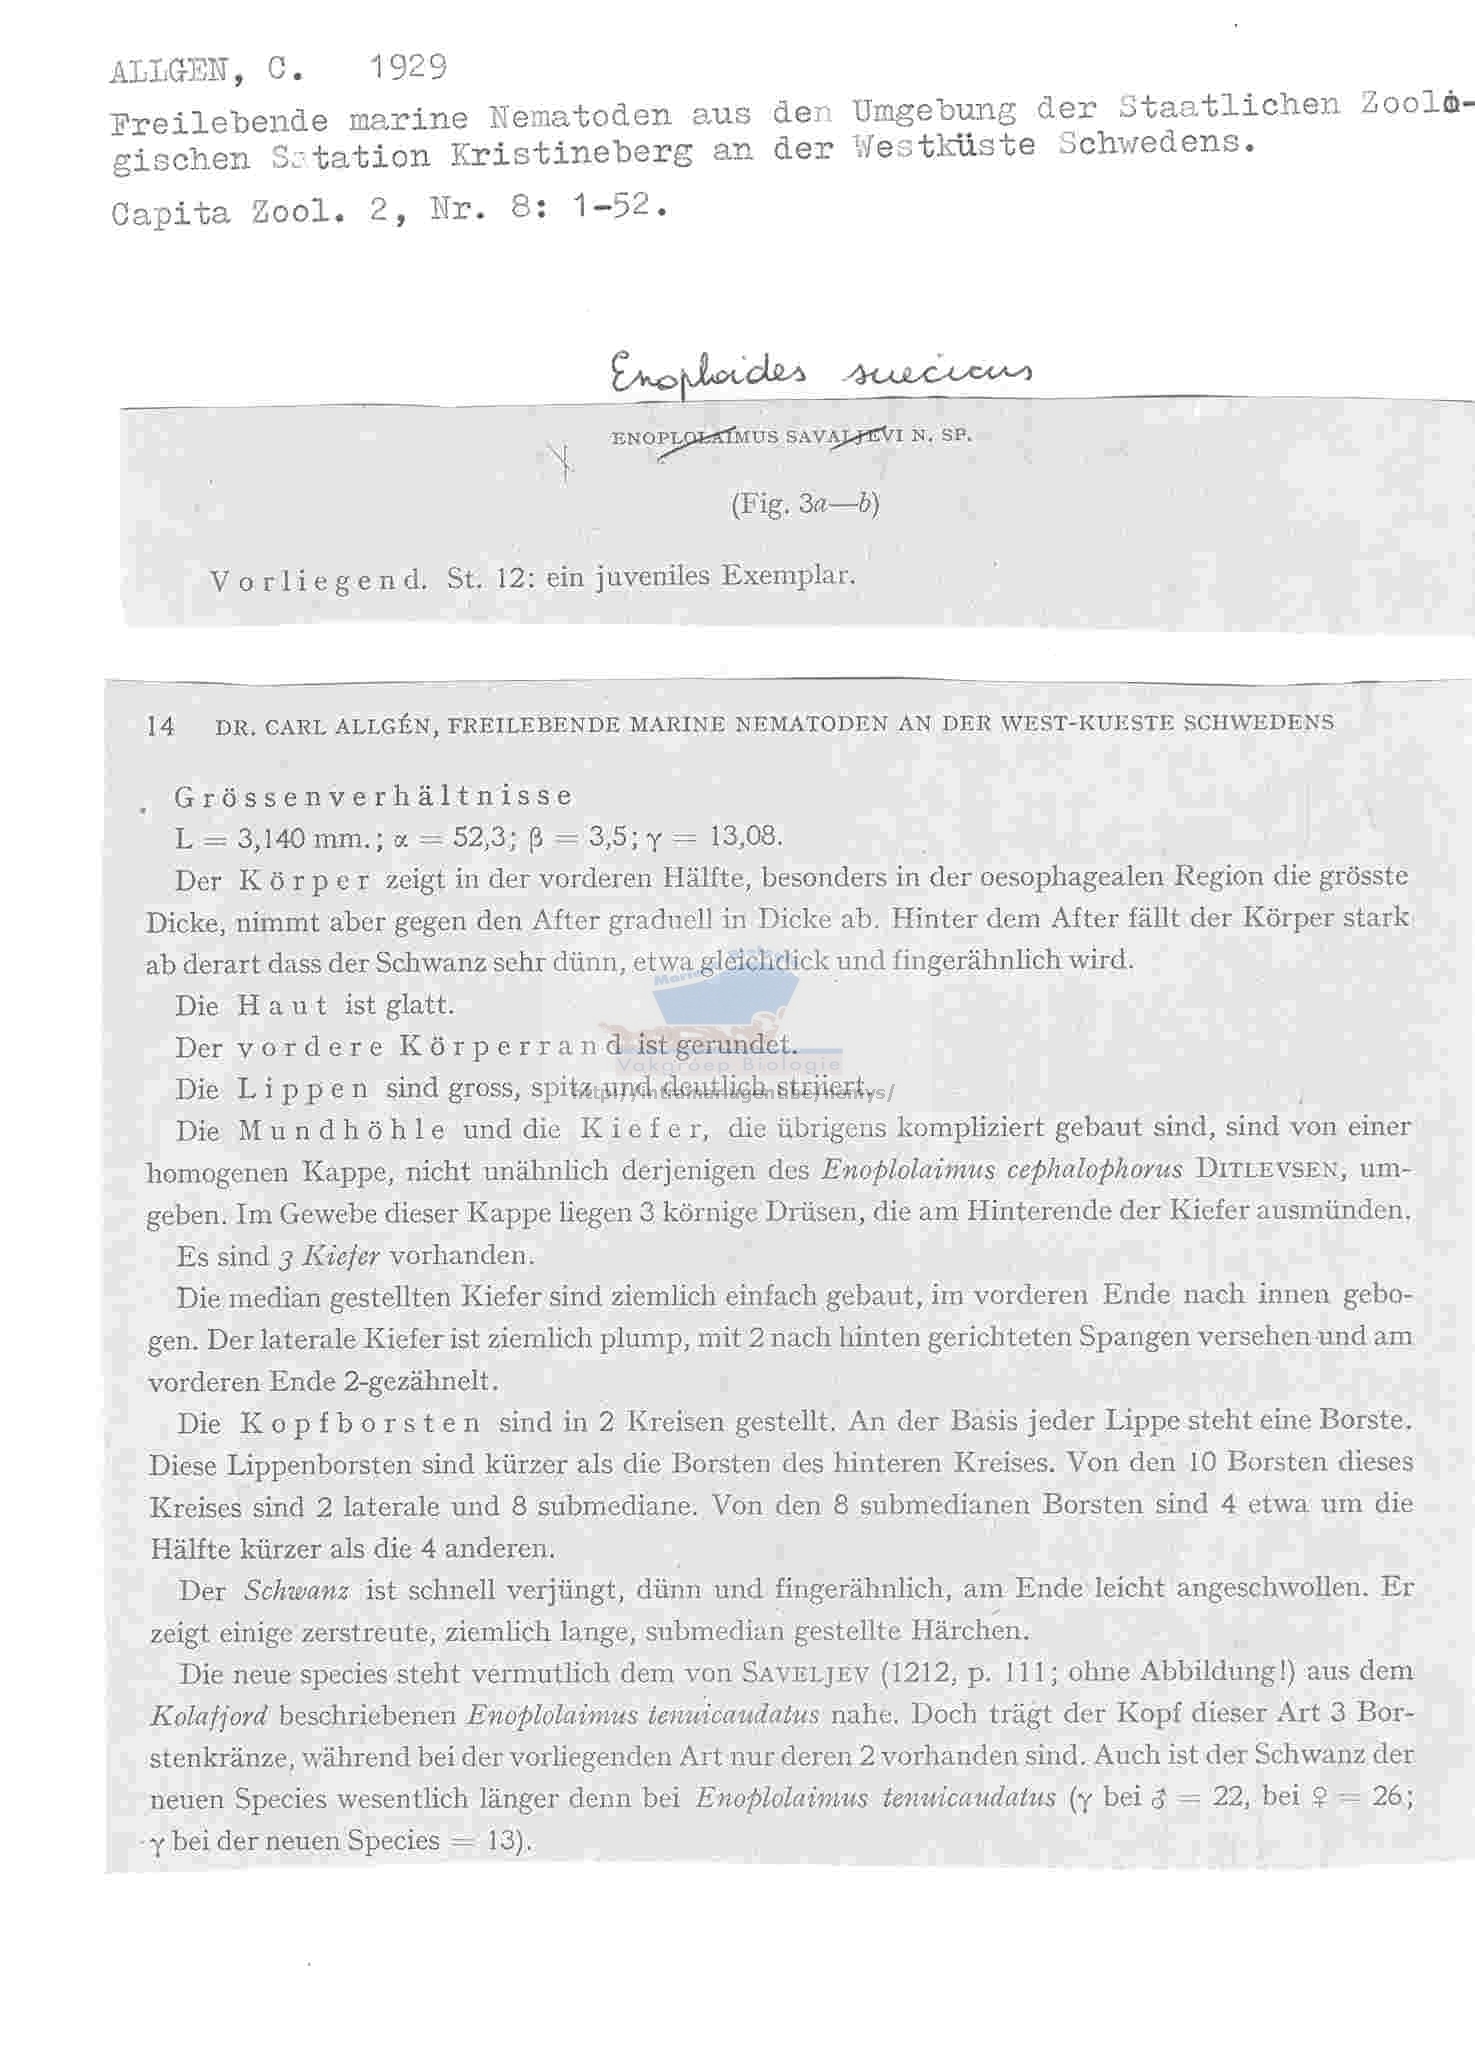 ALLGEN, C. 1929
Freilebende marine Nematoden aus den Umgebung der Staatlichen Zoolo-
gischen Station Kristineberg an der Westküste Schwedens.
Capita Zool. 2, Nr. 8: 1-52.
Enoploides suecicus
ENOPLOLAIMUS SAVALJEVI N. SP.
(Fig. 3a—b)
Vorliegend. St. 12: ein juveniles Exemplar.
14 DR. CARL ALLGÉN, FREILEBENDE MARINE NEMATODEN AN DER WEST-KUESTE SCHWEDENS
Grössenverhältnisse
L = 3,140 mm.; α = 52,3; β = 3,5; γ = 13,08.
Der Körper zeigt in der vorderen Hälfte, besonders in der oesophagealen Region die grösste
Dicke, nimmt aber gegen den After graduell in Dicke ab. Hinter dem After fällt der Körper stark
ab derart dass der Schwanz sehr dünn, etwa gleichdick und fingerähnlich wird.
Die Haut ist glatt.
Der vordere Körperrand ist gerundet.
Vakgroep Biologie
Die Lippen sind gross, spitz und deutlich striiert.
Die Mundhöhle und die Kiefer, die übrigens kompliziert gebaut sind, sind von einer
homogenen Kappe, nicht unähnlich derjenigen des Enoplolaimus cephalophorus DITLEVSEN, um-
geben. Im Gewebe dieser Kappe liegen 3 körnige Drüsen, die am Hinterende der Kiefer ausmünden.
Es sind 3 Kiefer vorhanden.
Die median gestellten Kiefer sind ziemlich einfach gebaut, im vorderen Ende nach innen gebo-
gen. Der laterale Kiefer ist ziemlich plump, mit 2 nach hinten gerichteten Spangen versehen und am
vorderen Ende 2-gezähnelt.
Die Kopfborsten sind in 2 Kreisen gestellt. An der Basis jeder Lippe steht eine Borste.
Diese Lippenborsten sind kürzer als die Borsten des hinteren Kreises. Von den 10 Borsten dieses
Kreises sind 2 laterale und 8 submediane. Von den 8 submedianen Borsten sind 4 etwa um die
Hälfte kürzer als die 4 anderen.
Der Schwanz ist schnell verjüngt, dünn und fingerähnlich, am Ende leicht angeschwollen. Er
zeigt einige zerstreute, ziemlich lange, submedian gestellte Härchen.
Die neue species steht vermutlich dem von SAVELJEV (1212, p. 111; ohne Abbildung!) aus dem
Kolafjord beschriebenen Enoplolaimus tenuicaudatus nahe. Doch trägt der Kopf dieser Art 3 Bor-
stenkränze, während bei der vorliegenden Art nur deren 2 vorhanden sind. Auch ist der Schwanz der
neuen Species wesentlich länger denn bei Enoplolaimus tenuicaudatus (γ bei ♂ = 22, bei ♀ = 26;
γ bei der neuen Species = 13).